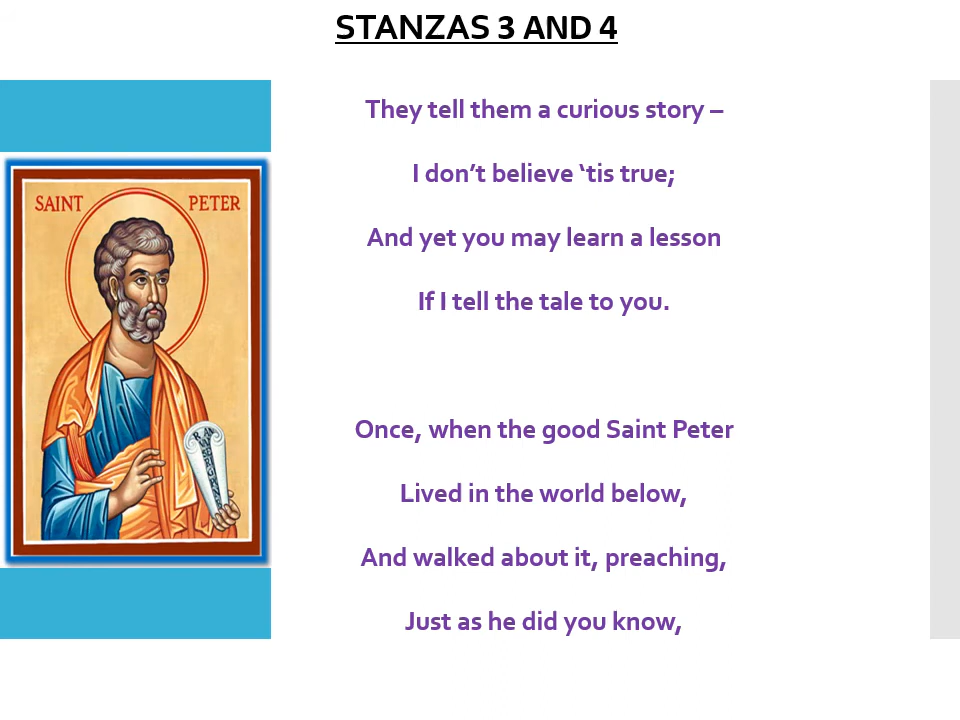 STANZAS 3 AND 4
SAINT PETER
They tell them a curious story –
I don’t believe ‘tis true;
And yet you may learn a lesson
If I tell the tale to you.
Once, when the good Saint Peter
Lived in the world below,
And walked about it, preaching,
Just as he did you know,